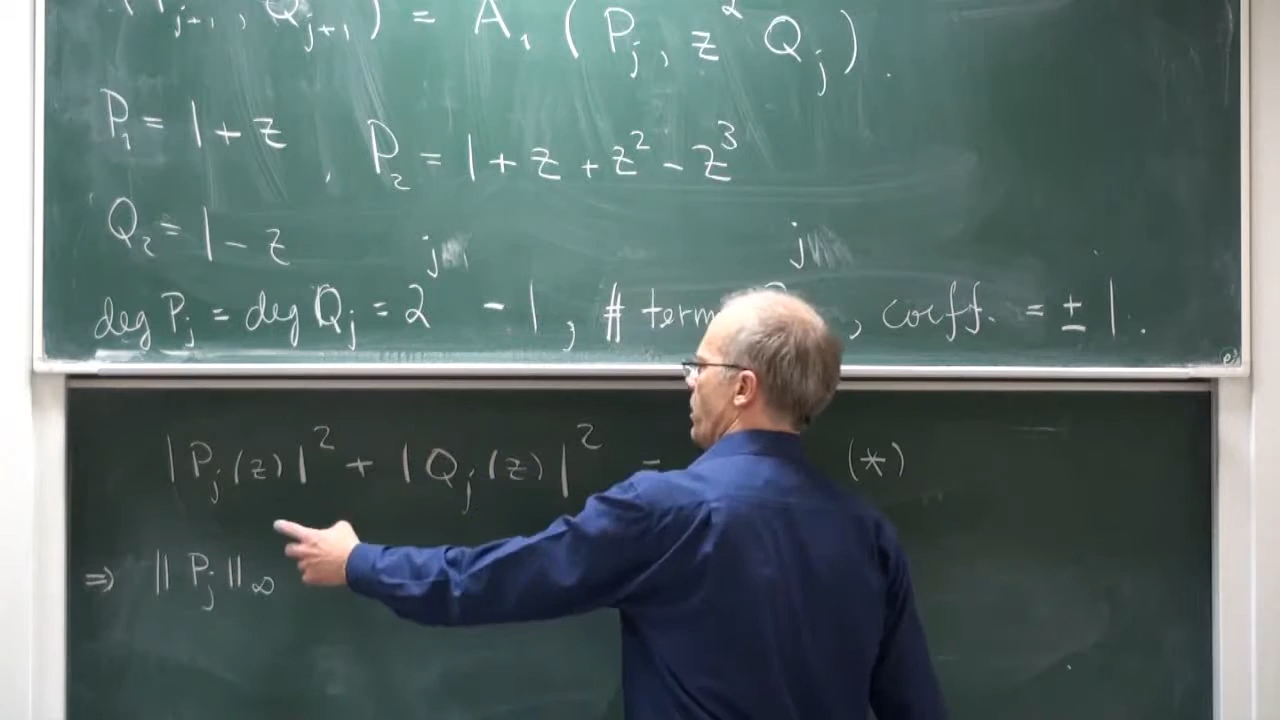 (P_{j+1}, Q_{j+1}) = A_1 (P_j, z^2 Q_j).
P_1 = 1 + z , P_2 = 1 + z + z^2 - z^3
Q_2 = 1 - z
deg P_j = deg Q_j = 2^j - 1, # term , coeff. = ± 1.
|P_j(z)|^2 + |Q_j(z)|^2 = (*)
⇒ || P_j ||_∞